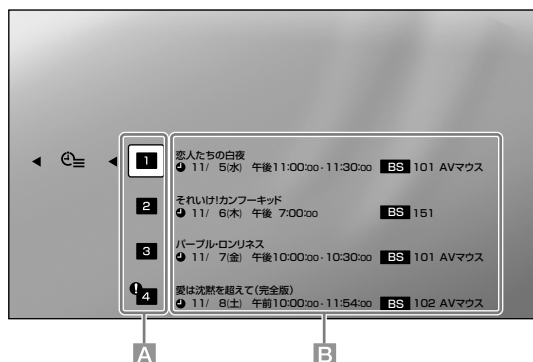 1 恋人たちの白夜
11/ 5(水) 午後11:00:00-11:30:00 BS 101 AVマウス
2 それいけ!カンフーキッド
11/ 6(木) 午後 7:00:00 BS 151
3 パープル・ロンリネス
11/ 7(金) 午後10:00:00-10:30:00 BS 101 AVマウス
! 4 愛は沈黙を超えて(完全版)
11/ 8(土) 午前10:00:00-11:54:00 BS 102 AVマウス
A B